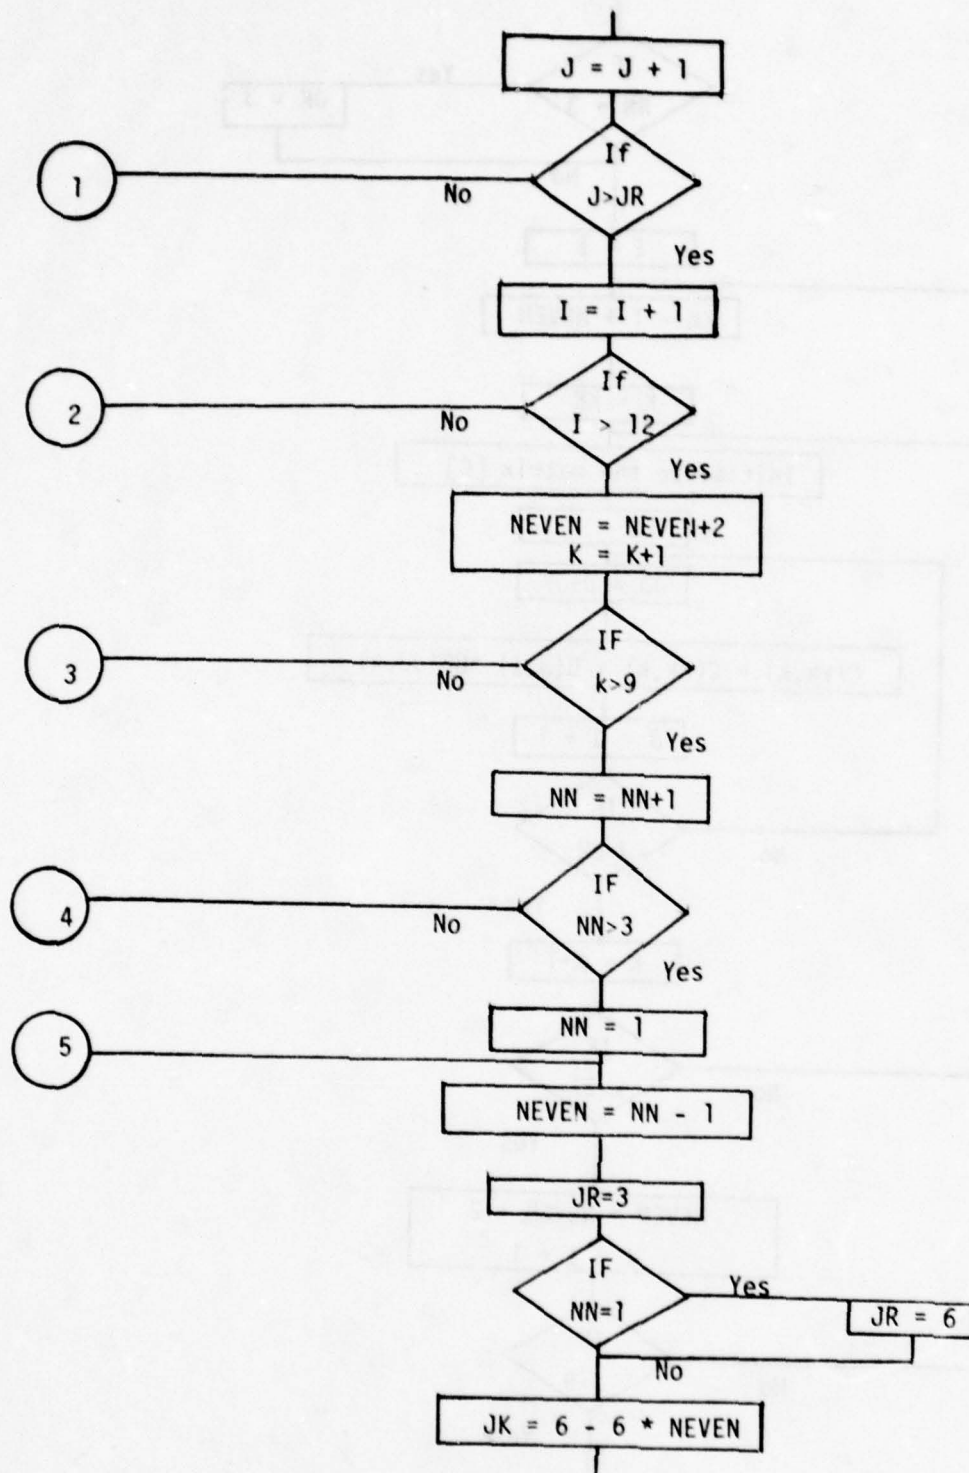 J = J + 1
If
J>JR
No
1
Yes
I = I + 1
If
I > 12
No
2
Yes
NEVEN = NEVEN+2
K = K+1
IF
k>9
No
3
Yes
NN = NN+1
IF
NN>3
No
4
Yes
NN = 1
5
NEVEN = NN - 1
JR=3
IF
NN=1
Yes
JR = 6
No
JK = 6 - 6 * NEVEN